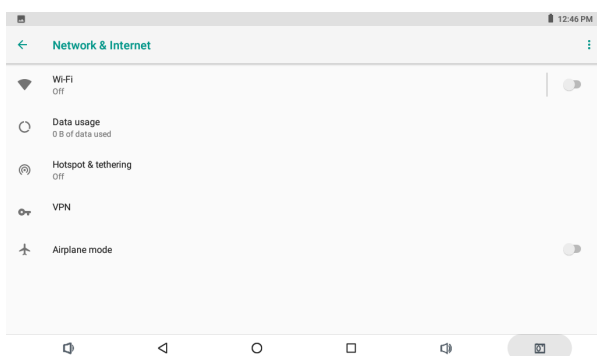 12:46 PM
Network & Internet
Wi-Fi
Off
Data usage
0 B of data used
Hotspot & tethering
Off
VPN
Airplane mode